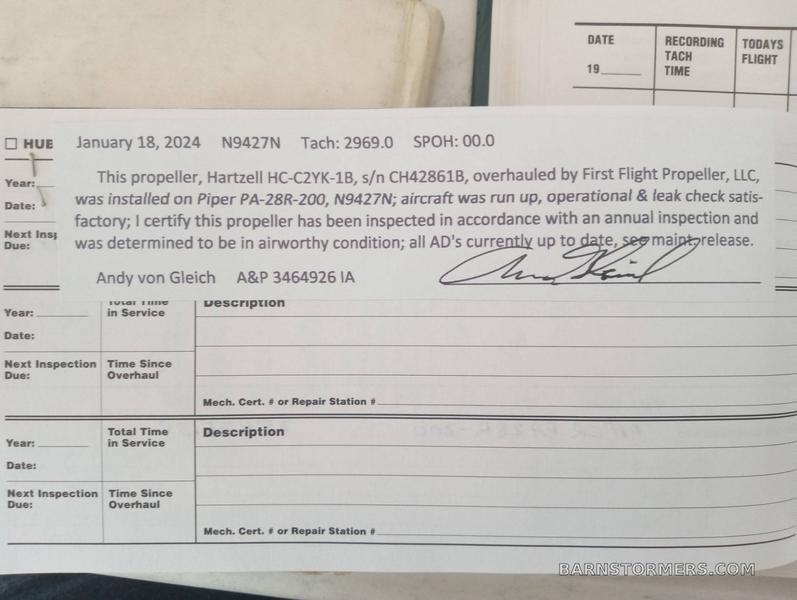 DATE
RECORDING
TACH
TIME
TODAYS
FLIGHT
19
HUE
January 18, 2024 N9427N Tach: 2969.0 SPOH: 00.0
This propeller, Hartzell HC-C2YK-1B, s/n CH42861B, overhauled by First Flight Propeller, LLC,
was installed on Piper PA-28R-200, N9427N; aircraft was run up, operational & leak check satis-
factory; I certify this propeller has been inspected in accordance with an annual inspection and
was determined to be in airworthy condition; all AD's currently up to date, see maint release.
Andy von Gleich A&P 3464926 IA
Year:
Date:
Next Insp
Due:
Year:
Total Time
in Service
Description
Date:
Next Inspection
Due:
Time Since
Overhaul
Mech. Cert. # or Repair Station #
Year:
Total Time
in Service
Description
Date:
Next Inspection
Due:
Time Since
Overhaul
Mech. Cert. # or Repair Station #
BARNSTORMERS.COM